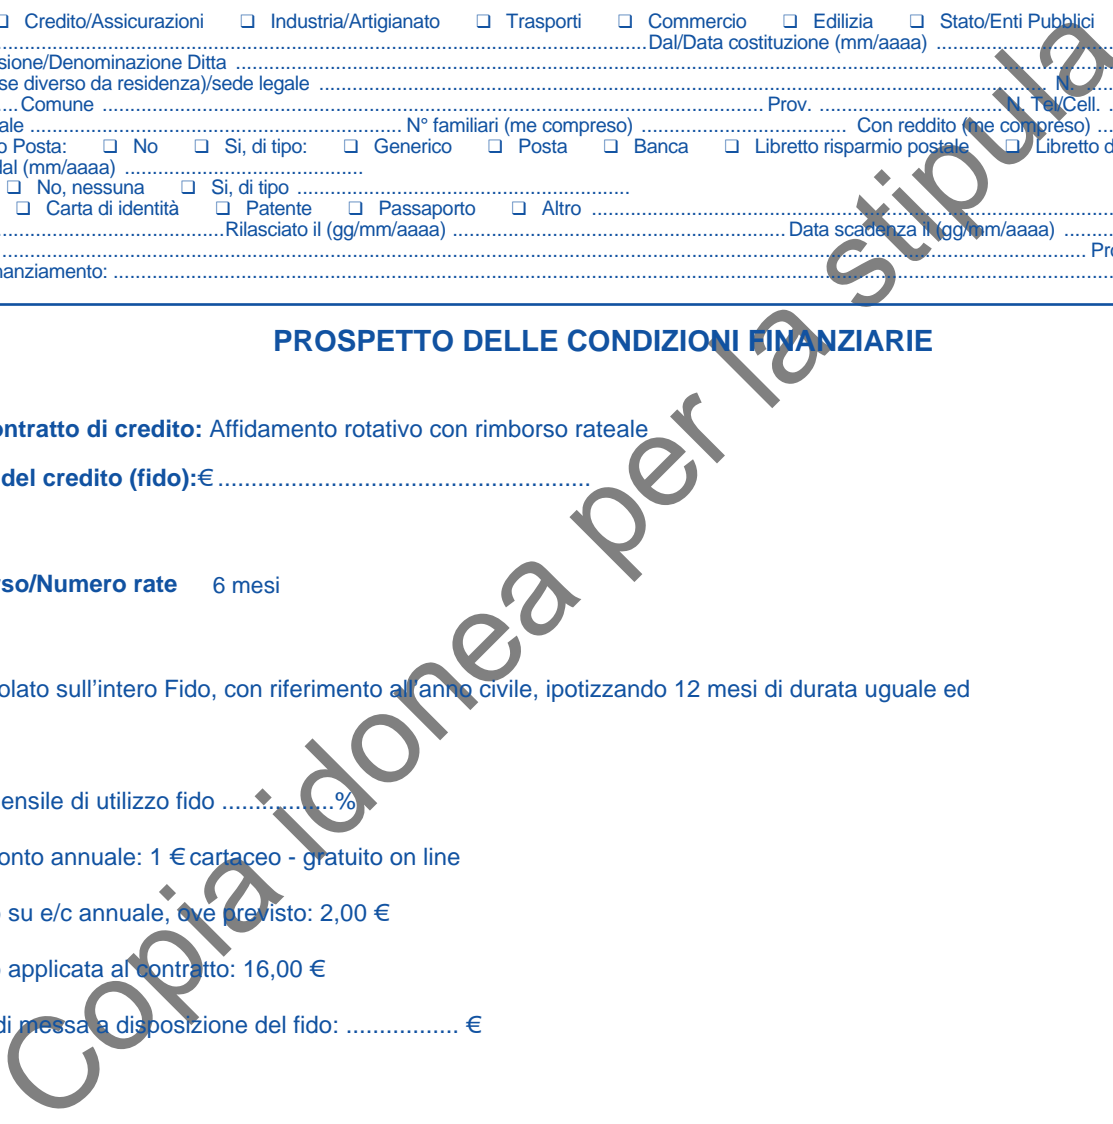 ❑ Credito/Assicurazioni ❑ Industria/Artigianato ❑ Trasporti ❑ Commercio ❑ Edilizia ❑ Stato/Enti Pubblici
Dal/Data costituzione (mm/aaaa)
sione/Denominazione Ditta
se diverso da residenza)/sede legale N.
Comune Prov. N. Tel/Cell.
ale N° familiari (me compreso) Con reddito (me compreso)
o Posta: ❑ No ❑ Si, di tipo: ❑ Generico ❑ Posta ❑ Banca ❑ Libretto risparmio postale ❑ Libretto d
dal (mm/aaaa)
❑ No, nessuna ❑ Si, di tipo
❑ Carta di identità ❑ Patente ❑ Passaporto ❑ Altro
Rilasciato il (gg/mm/aaaa) Data scadenza il (gg/mm/aaaa)
Pro
nanziamento:
PROSPETTO DELLE CONDIZIONI FINANZIARIE
ontratto di credito: Affidamento rotativo con rimborso rateale
del credito (fido):€
rso/Numero rate 6 mesi
olato sull’intero Fido, con riferimento all’anno civile, ipotizzando 12 mesi di durata uguale ed
ensile di utilizzo fido .................%
onto annuale: 1 € cartaceo - gratuito on line
su e/c annuale, ove previsto: 2,00 €
applicata al contratto: 16,00 €
di messa a disposizione del fido: ................. €
Copia idonea per la stipula